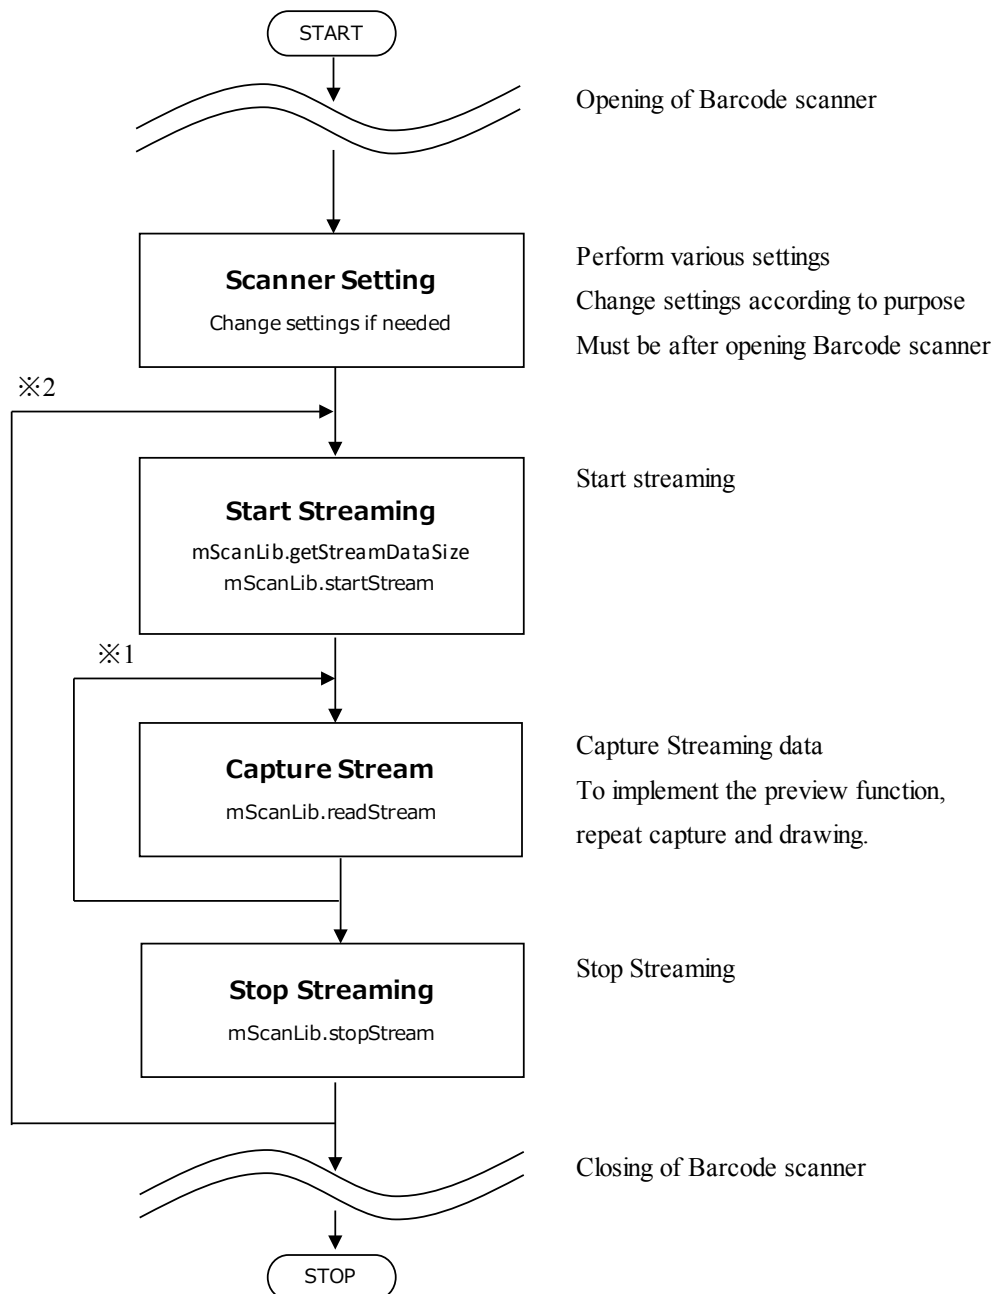 START
Opening of Barcode scanner
Scanner Setting
Change settings if needed
Perform various settings
Change settings according to purpose
Must be after opening Barcode scanner
※2
Start Streaming
mScanLib.getStreamDataSize
mScanLib.startStream
Start streaming
※1
Capture Stream
mScanLib.readStream
Capture Streaming data
To implement the preview function,
repeat capture and drawing.
Stop Streaming
mScanLib.stopStream
Stop Streaming
Closing of Barcode scanner
STOP